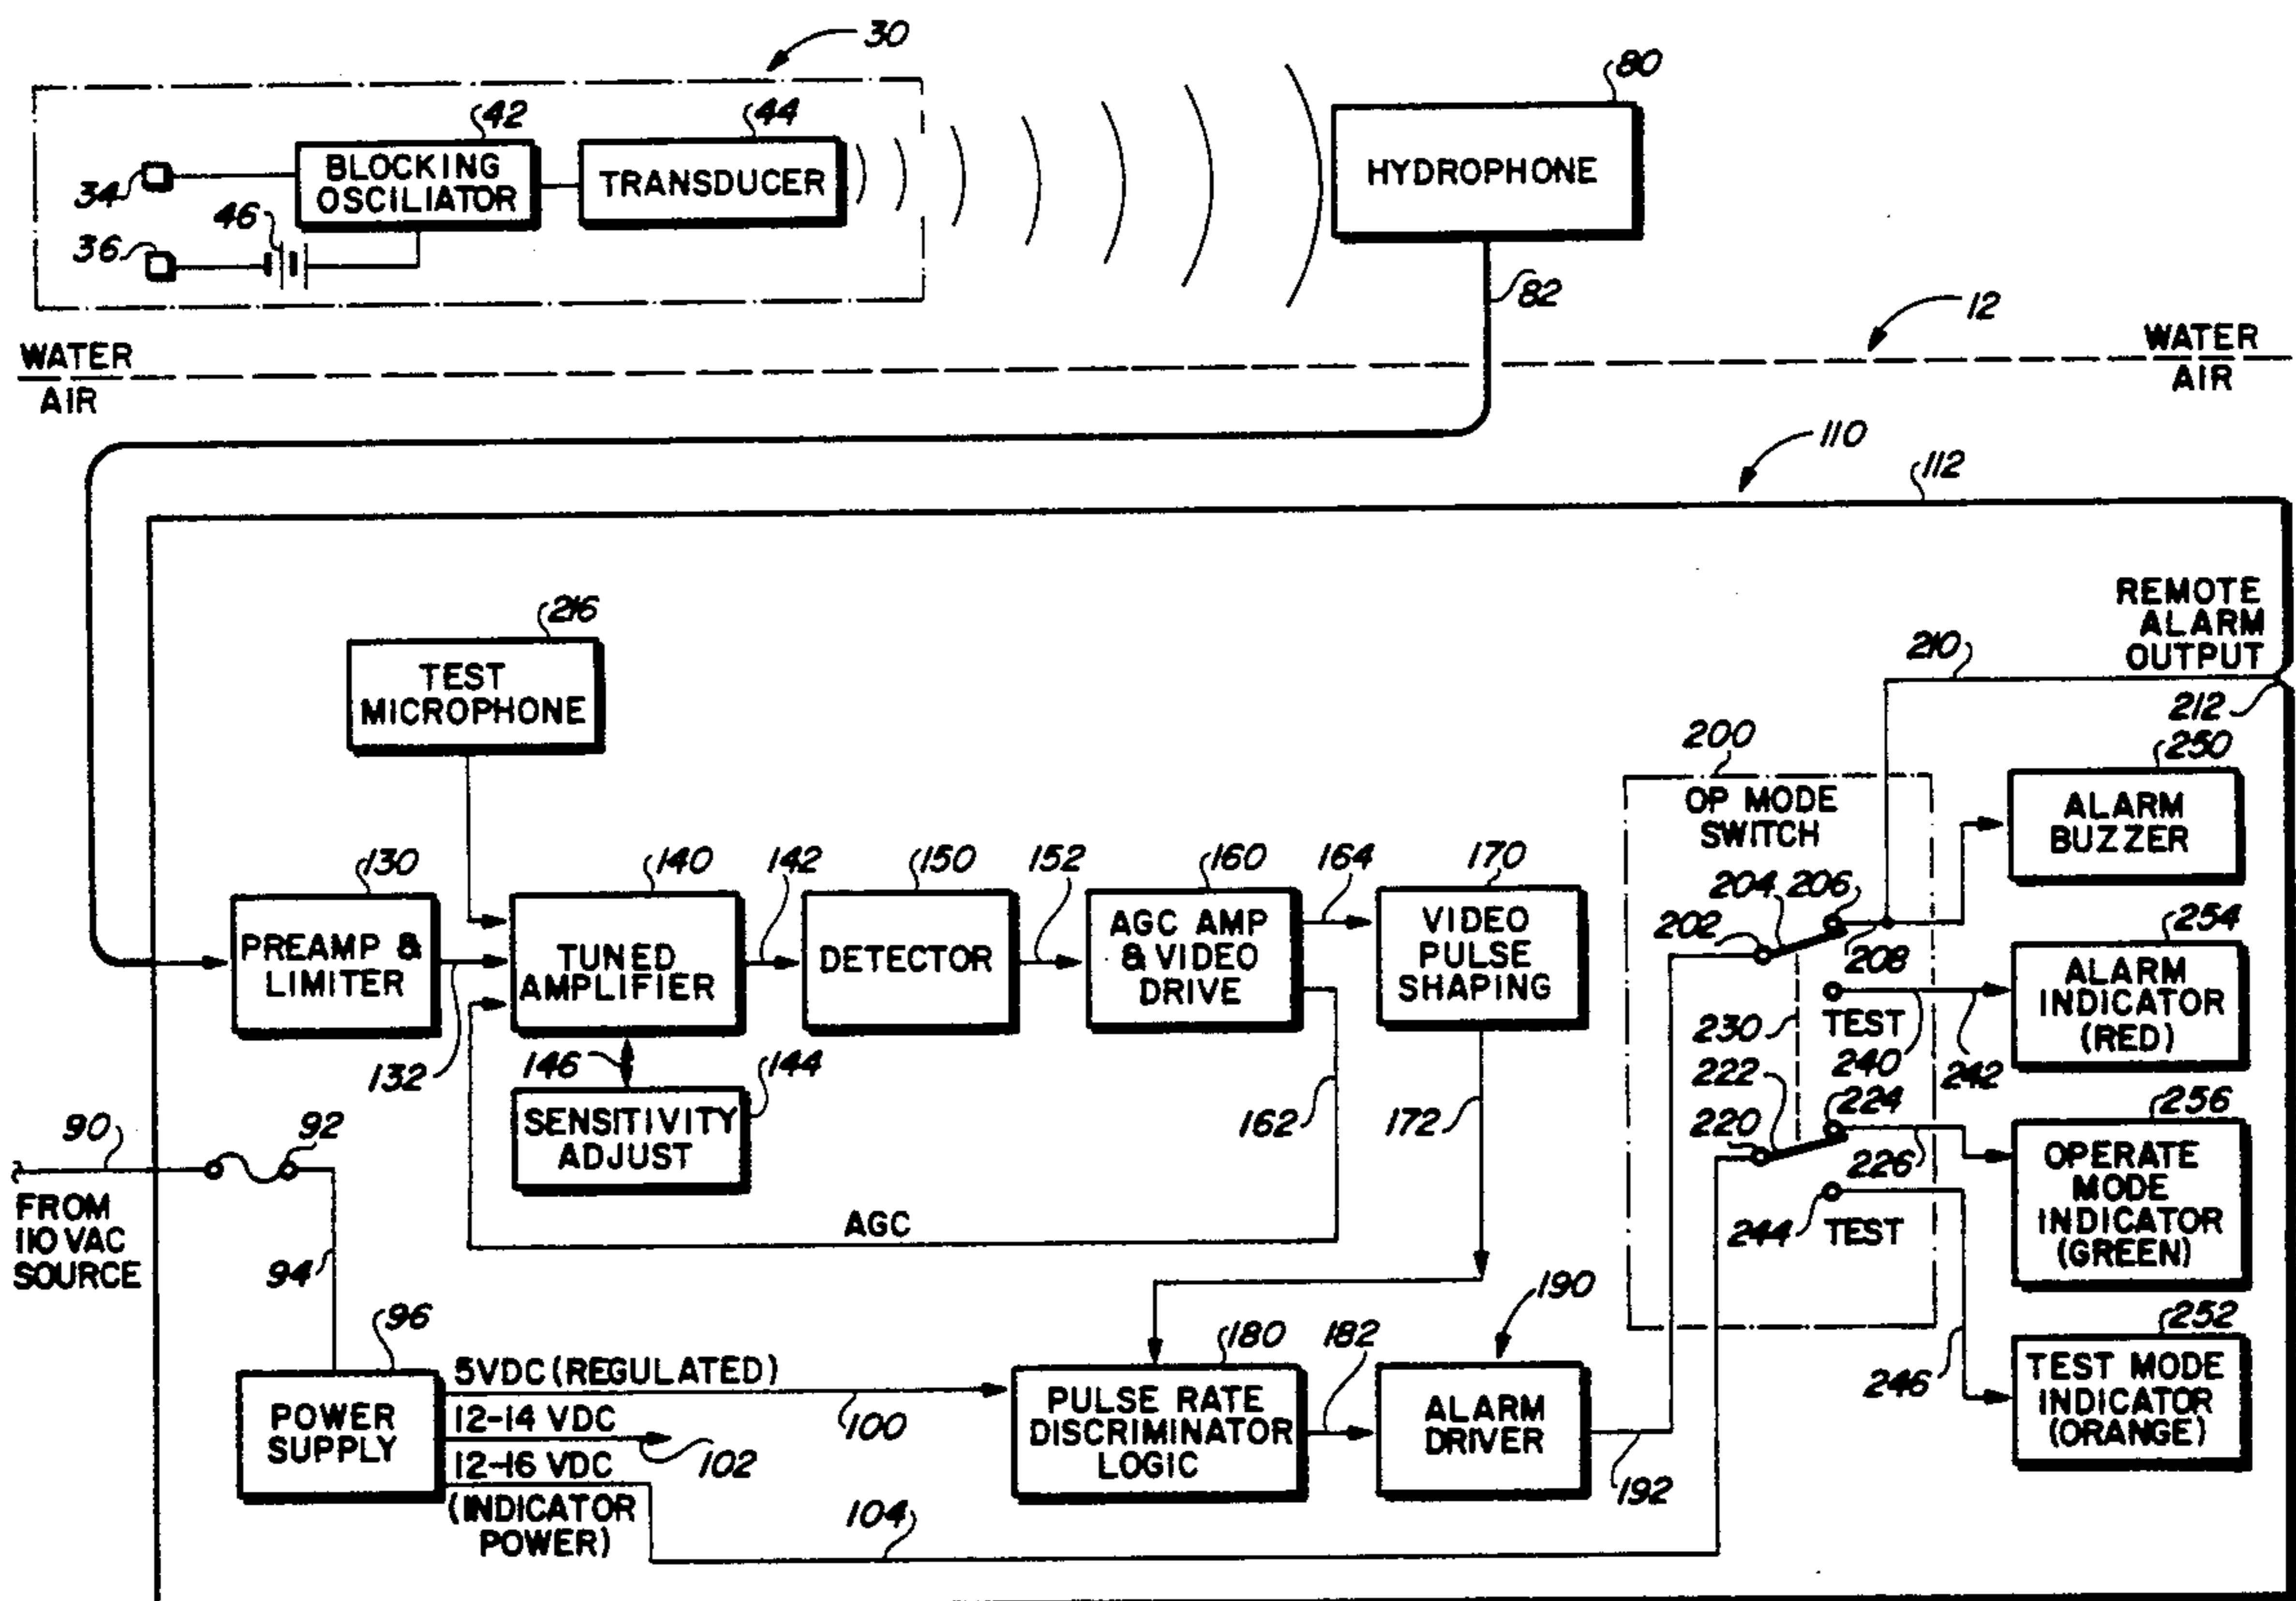 30
80
42
44
BLOCKING
OSCILIATOR
TRANSDUCER
HYDROPHONE
34
46
36
82
12
WATER
AIR
WATER
AIR
110
112
216
TEST
MICROPHONE
REMOTE
ALARM
OUTPUT
210
212
200
250
OP MODE
SWITCH
ALARM
BUZZER
130
140
142
150
152
160
164
170
PREAMP &
LIMITER
TUNED
AMPLIFIER
DETECTOR
AGC AMP
& VIDEO
DRIVE
VIDEO
PULSE
SHAPING
204
206
202
208
254
ALARM
INDICATOR
(RED)
230
TEST
240
242
132
146
144
SENSITIVITY
ADJUST
162
172
222
224
220
226
256
OPERATE
MODE
INDICATOR
(GREEN)
244
TEST
90
92
FROM
110 VAC
SOURCE
94
AGC
96
180
182
190
252
246
TEST MODE
INDICATOR
(ORANGE)
POWER
SUPPLY
5VDC (REGULATED)
100
12-14 VDC
102
12-16 VDC
(INDICATOR
POWER)
104
PULSE RATE
DISCRIMINATOR
LOGIC
ALARM
DRIVER
192